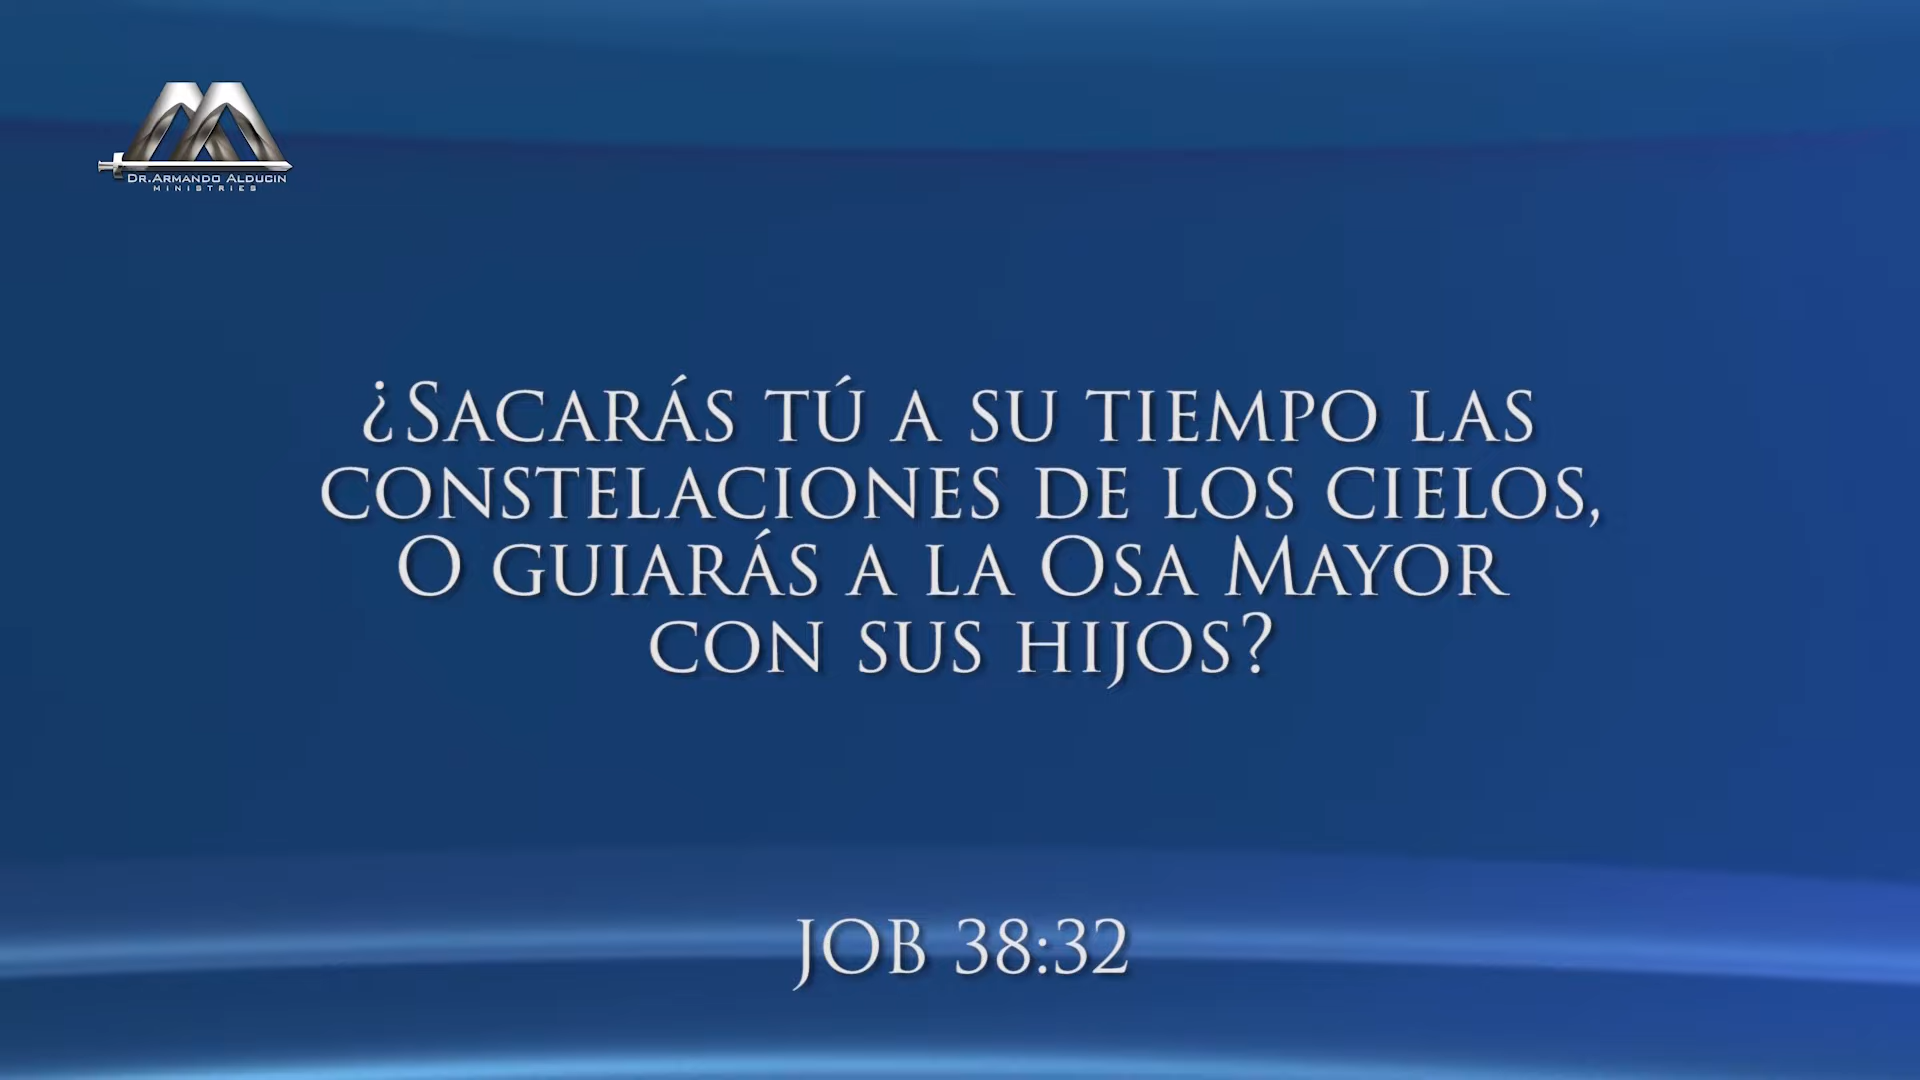 Dr.Armando Alducin
MINISTRIES
¿Sacarás tú a su tiempo las
constelaciones de los cielos,
O guiarás a la Osa Mayor
con sus hijos?
JOB 38:32